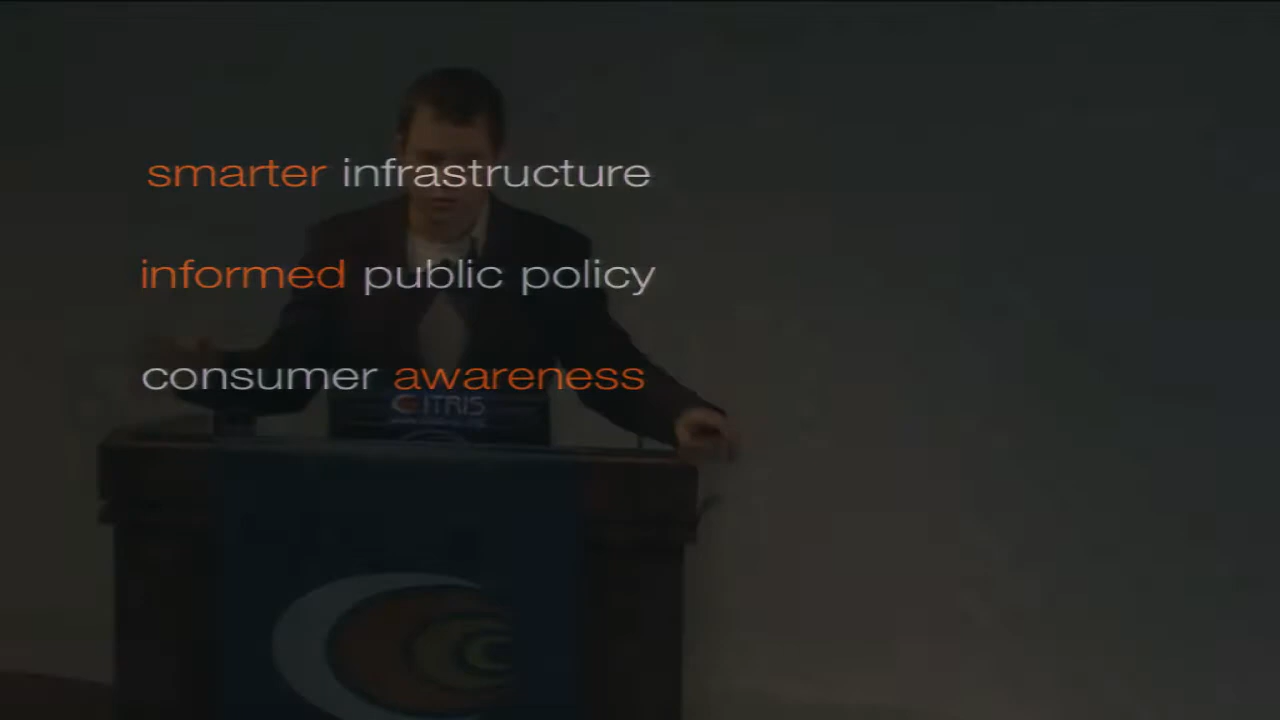 smarter infrastructure
informed public policy
consumer awareness
CITRIS